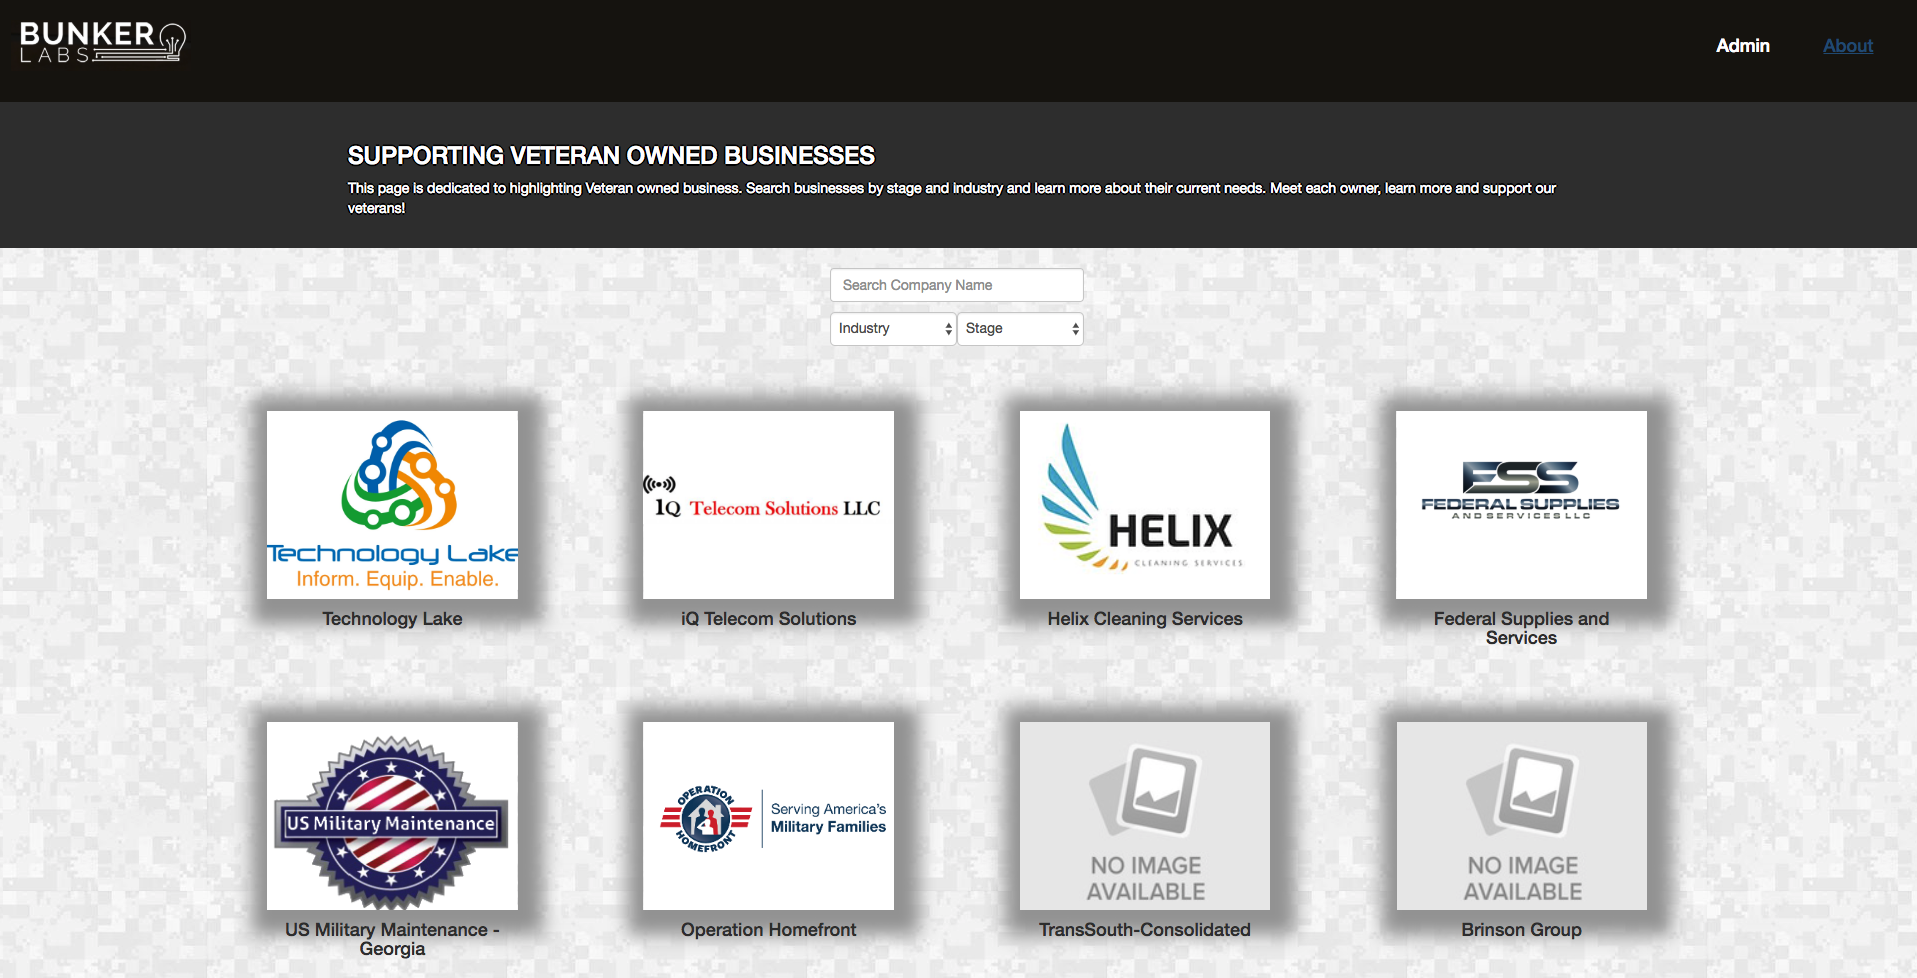 BUNKER
LABS
Admin
About
SUPPORTING VETERAN OWNED BUSINESSES
This page is dedicated to highlighting Veteran owned business. Search businesses by stage and industry and learn more about their current needs. Meet each owner, learn more and support our
veterans!
Search Company Name
Industry
Stage
Technology Lake
Inform. Equip. Enable.
Technology Lake
iQ Telecom Solutions LLC
iQ Telecom Solutions
HELIX
CLEANING SERVICES
Helix Cleaning Services
FSS
FEDERAL SUPPLIES
AND SERVICES LLC
Federal Supplies and
Services
US Military Maintenance
US Military Maintenance -
Georgia
OPERATION
HOMEFRONT
Serving America's
Military Families
Operation Homefront
NO IMAGE
AVAILABLE
TransSouth-Consolidated
NO IMAGE
AVAILABLE
Brinson Group